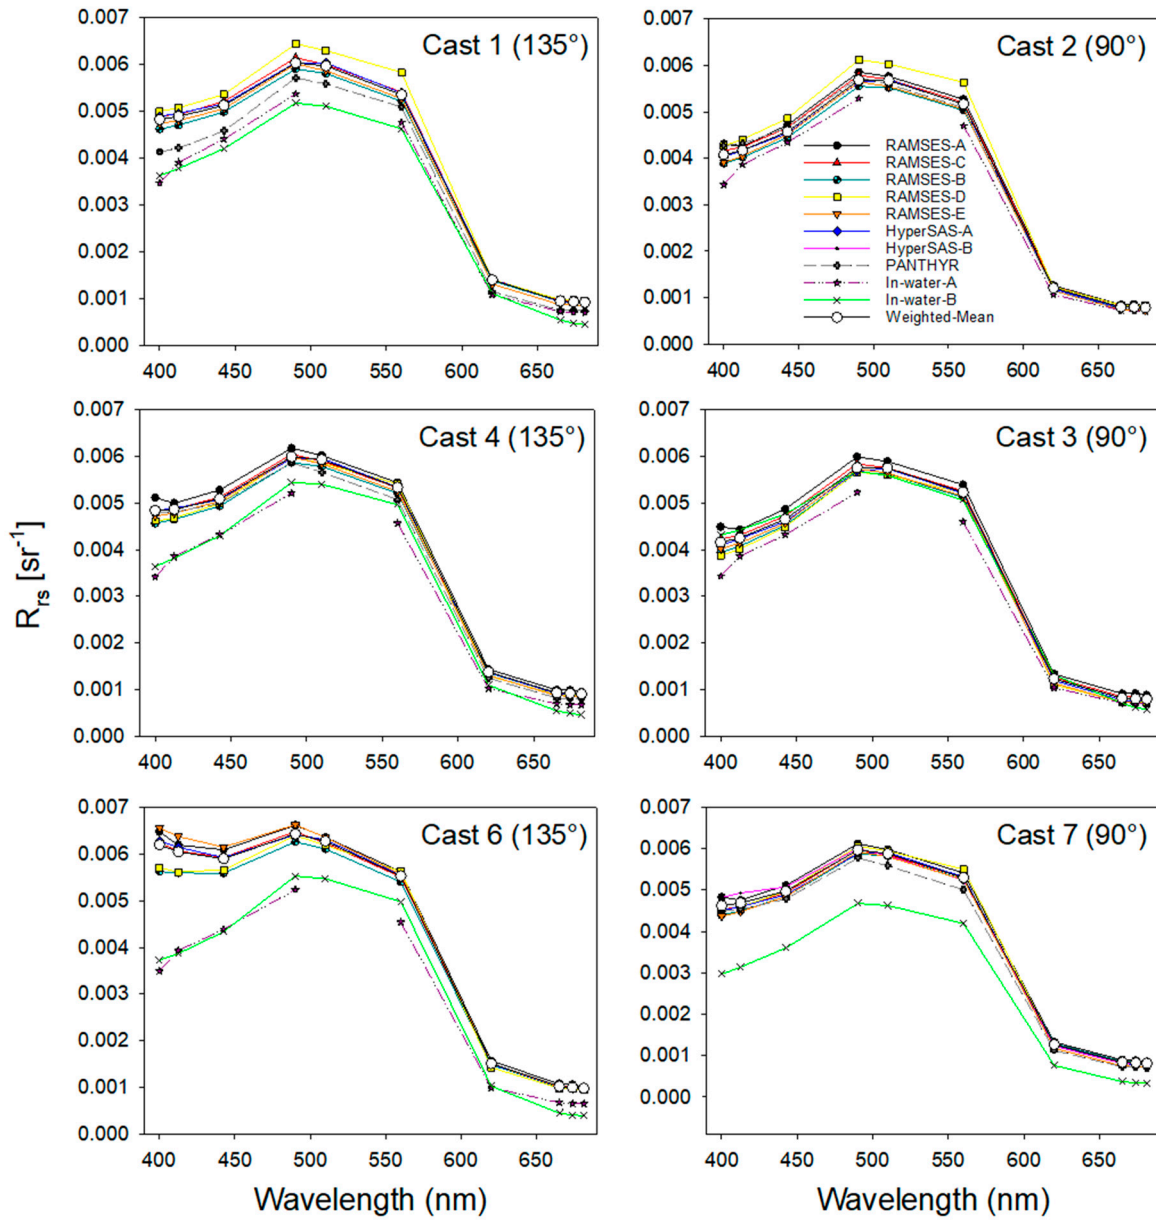 Cast 1 (135°)
0.007
0.006
0.005
0.004
0.003
0.002
0.001
0.000
400 450 500 550 600 650
Cast 2 (90°)
0.007
0.006
0.005
0.004
0.003
0.002
0.001
0.000
RAMSES-A
RAMSES-C
RAMSES-B
RAMSES-D
RAMSES-E
HyperSAS-A
HyperSAS-B
PANTHYR
In-water-A
In-water-B
Weighted-Mean
400 450 500 550 600 650
Rrs [sr-1]
Cast 4 (135°)
0.007
0.006
0.005
0.004
0.003
0.002
0.001
0.000
400 450 500 550 600 650
Cast 3 (90°)
0.007
0.006
0.005
0.004
0.003
0.002
0.001
0.000
400 450 500 550 600 650
Cast 6 (135°)
0.007
0.006
0.005
0.004
0.003
0.002
0.001
0.000
400 450 500 550 600 650
Wavelength (nm)
Cast 7 (90°)
0.007
0.006
0.005
0.004
0.003
0.002
0.001
0.000
400 450 500 550 600 650
Wavelength (nm)